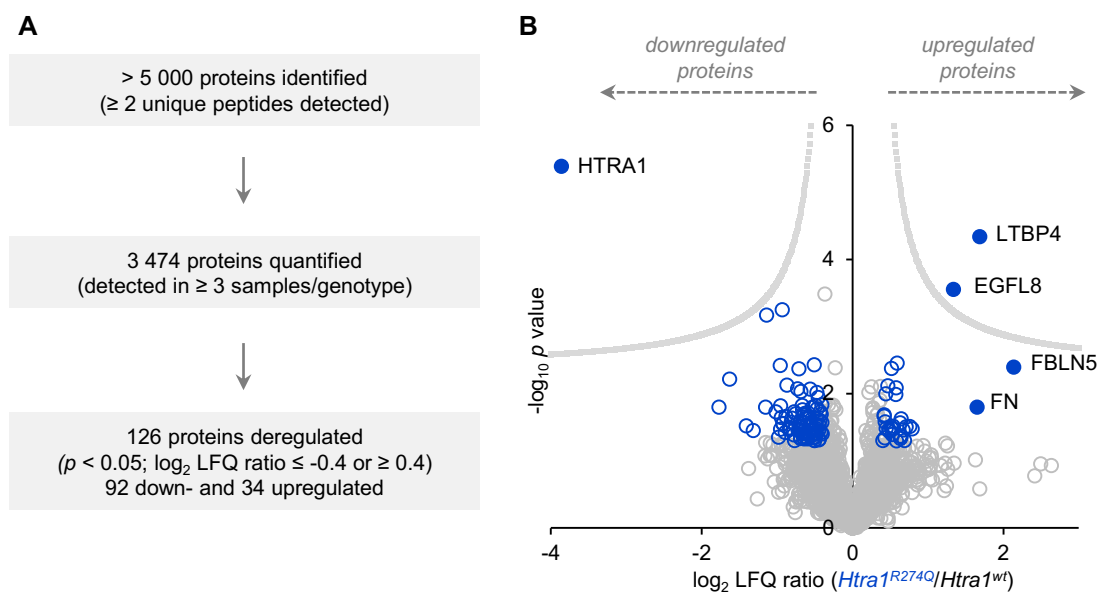 A
> 5 000 proteins identified
(≥ 2 unique peptides detected)
3 474 proteins quantified
(detected in ≥ 3 samples/genotype)
126 proteins deregulated
(p < 0.05; log₂ LFQ ratio ≤ -0.4 or ≥ 0.4)
92 down- and 34 upregulated
B
downregulated
proteins
upregulated
proteins
6
HTRA1
LTBP4
4
EGFL8
-log₁₀ p value
FBLN5
2
FN
0
-4
-2
0
2
log₂ LFQ ratio (Htra1ᴿ²⁷⁴Q/Htra1ʷᵗ)